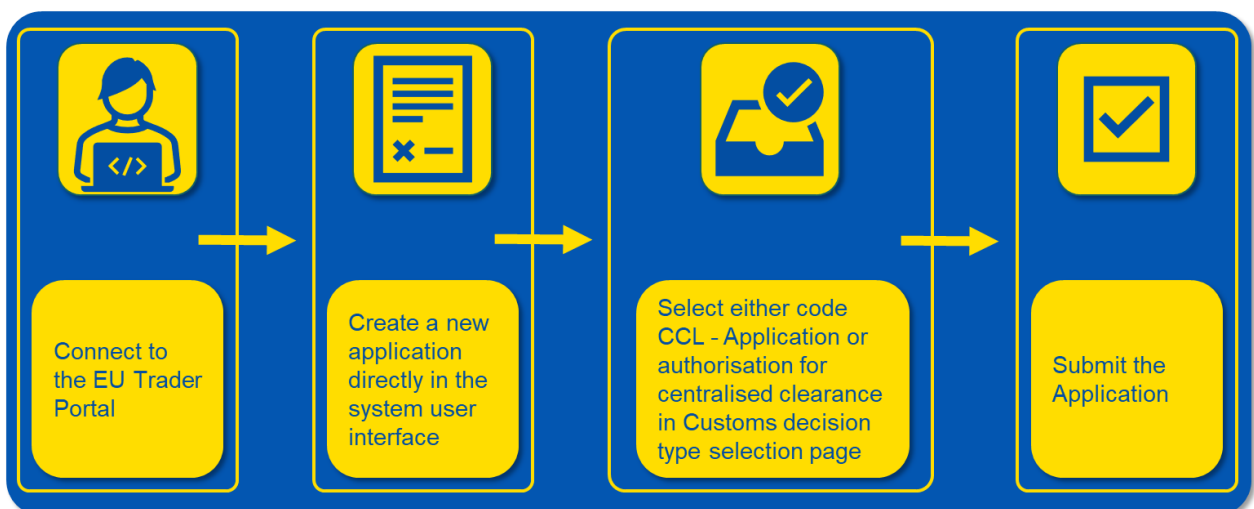 Connect to
the EU Trader
Portal
Create a new
application
directly in the
system user
interface
Select either code
CCL - Application or
authorisation for
centralised clearance
in Customs decision
type selection page
Submit the
Application